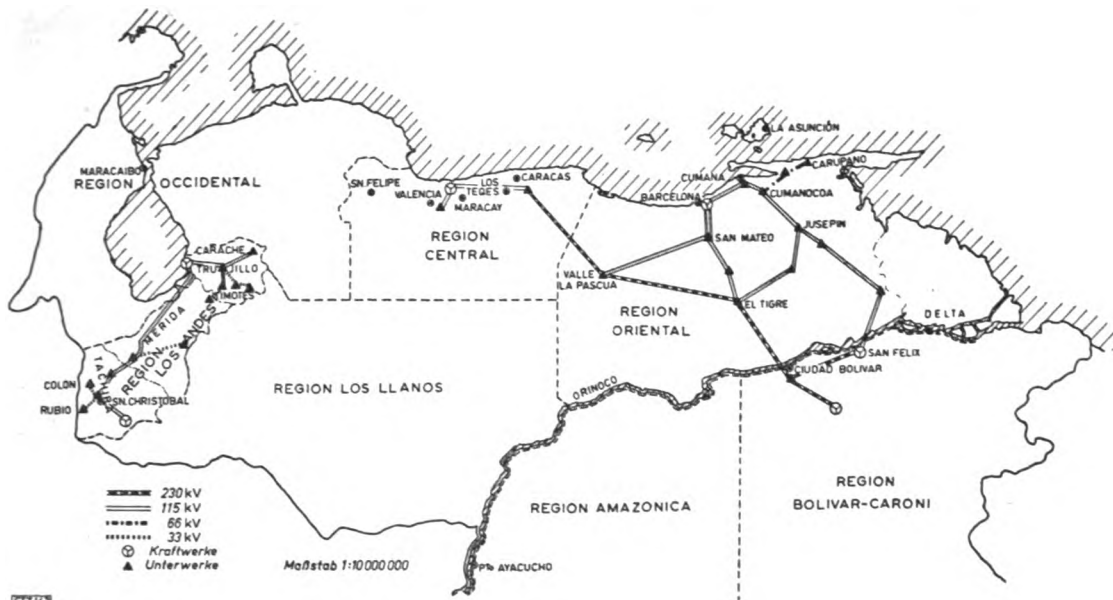 LA ASUNCIÓN
CARUPANO
CUMANA
CUMANOCOA
BARCELONA
MARACAIBO
REGION OCCIDENTAL
SN.FELIPE
VALENCIA
LOS
TEQES
CARACAS
MARACAY
REGION
CENTRAL
JUSEPIN
SAN MATEO
CARACHE
TRUJILLO
TIMOTES
VALLE
LA PASCUA
EL TIGRE
REGION
ORIENTAL
DELTA
MERIDA
REGION
LOS ANDES
TACHIRA
COLON
RUBIO
SN.CHRISTOBAL
REGION LOS LLANOS
ORINOCO
SAN FELIX
CIUDAD BOLIVAR
REGION AMAZONICA
REGION
BOLIVAR-CARONI
PTO AYACUCHO
230 kV
115 kV
66 kV
33 kV
Kraftwerke
Unterwerke
Maßstab 1:10 000 000